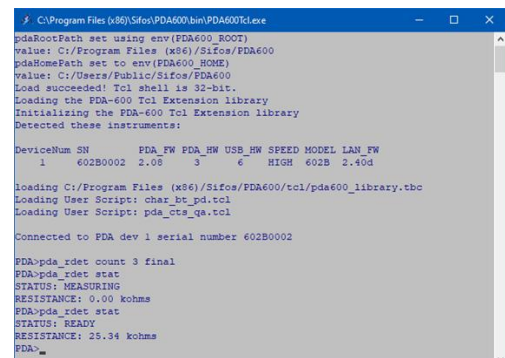 C:\Program Files (x86)\Sifos\PDA600\bin\PDA600Tcl.exe
pdaRootPath set using env(PDA600_ROOT)
value: C:/Program Files (x86)/Sifos/PDA600
pdaHomePath set to env(PDA600_HOME)
value: C:/Users/Public/Sifos/PDA600
Load succeeded! Tcl shell is 32-bit.
Loading the PDA-600 Tcl Extension library
Initializing the PDA-600 Tcl Extension library
Detected these instruments:
DeviceNum SN PDA_FW PDA_HW USB_HW SPEED MODEL LAN_FW
1 602B0002 2.08 3 6 HIGH 602B 2.40d
loading C:/Program Files (x86)/Sifos/PDA600/tcl/pda600_library.tbc
Loading User Script: char_bt_pd.tcl
Loading User Script: pda_cts_qa.tcl
Connected to PDA dev 1 serial number 602B0002
PDA>pda_rdet count 3 final
PDA>pda_rdet stat
STATUS: MEASURING
RESISTANCE: 0.00 kohms
PDA>pda_rdet stat
STATUS: READY
RESISTANCE: 25.34 kohms
PDA>_